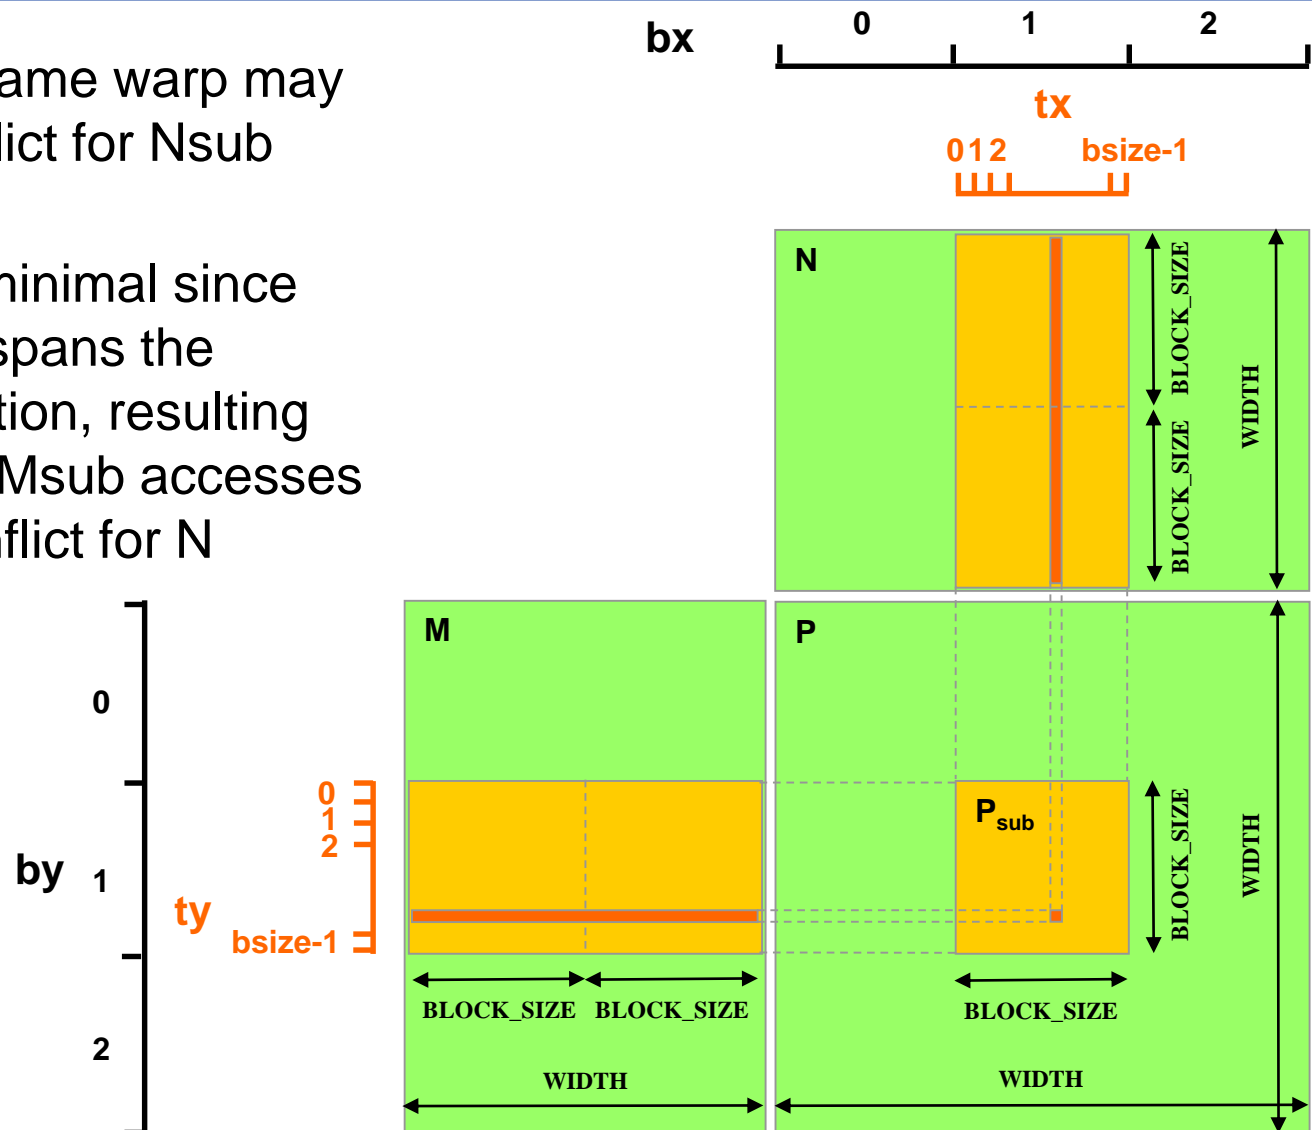 bx
0 1 2
ame warp may
lict for Nsub
tx
0 1 2 bsize-1
minimal since
spans the
tion, resulting
Msub accesses
nflict for N
N
BLOCK_SIZE
BLOCK_SIZE
WIDTH
M
P
0
by 1
2
0
1
2
ty
bsize-1
Psub
BLOCK_SIZE
WIDTH
BLOCK_SIZE BLOCK_SIZE
BLOCK_SIZE
WIDTH
WIDTH